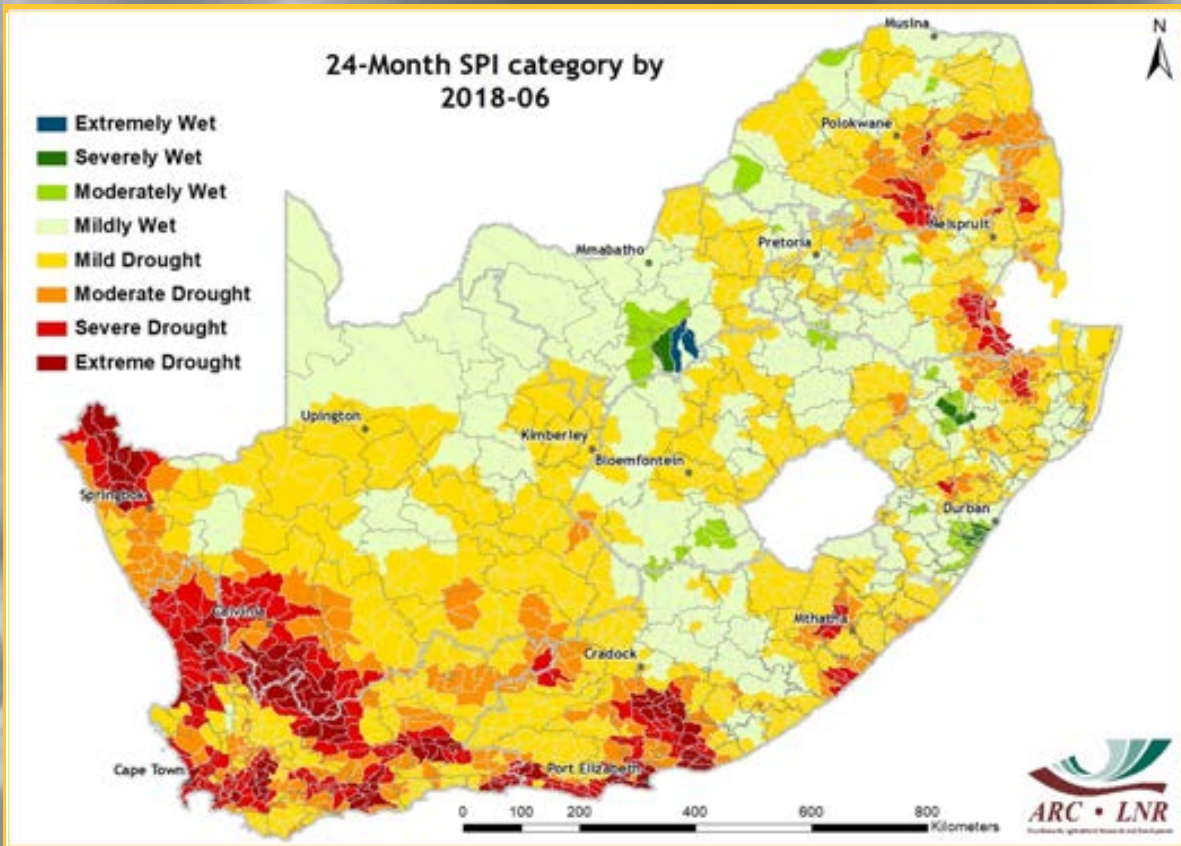 24-Month SPI category by
2018-06
N
Extremely Wet
Severely Wet
Moderately Wet
Mildly Wet
Mild Drought
Moderate Drought
Severe Drought
Extreme Drought
Musina
Polokwane
Nelspruit
Pretoria
Mmabatho
Upington
Kimberley
Bloemfontein
Springbok
Durban
Calvinia
Mthatha
Cradock
Cape Town
Port Elizabeth
0 100 200 400 600 800
Kilometers
ARC • LNR